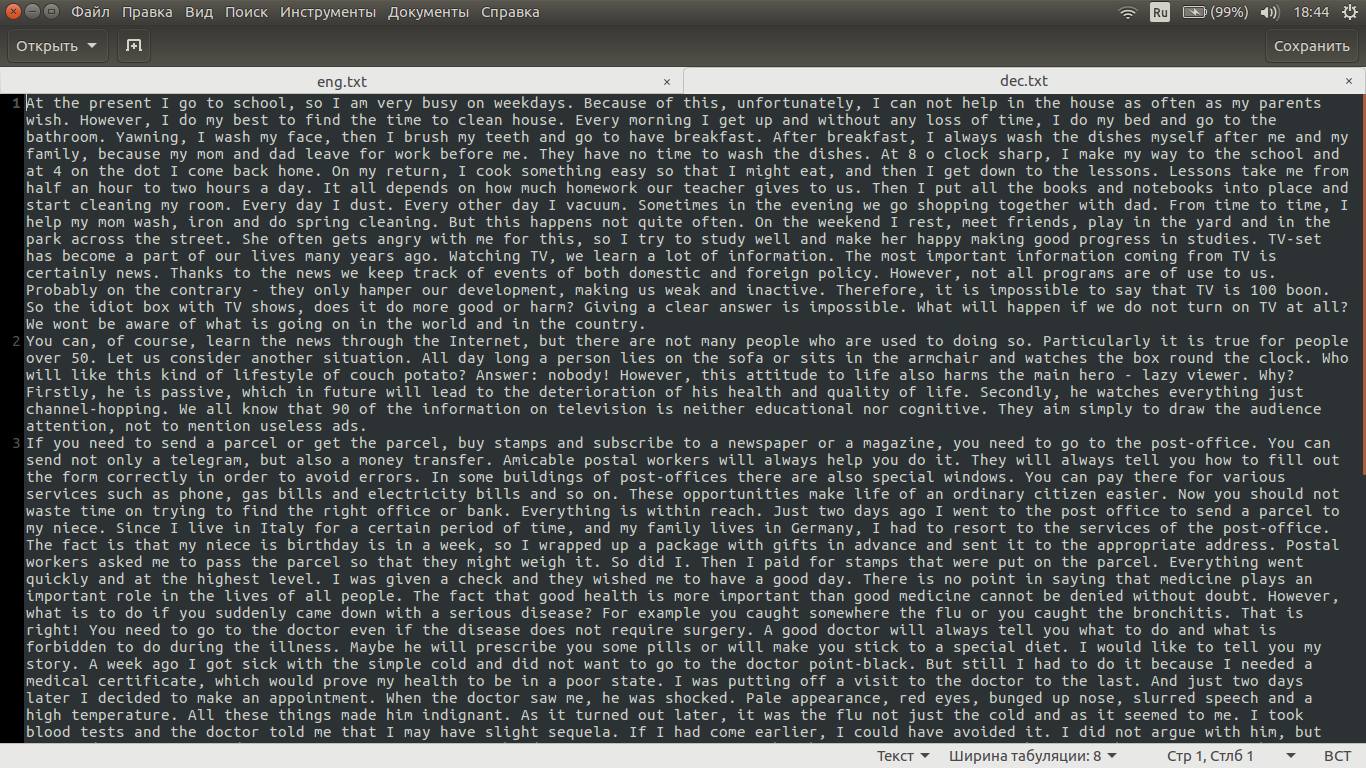 Файл Правка Вид Поиск Инструменты Документы Справка Ru (99%) 18:44
Открыть Сохранить
eng.txt × dec.txt ×
1 At the present I go to school, so I am very busy on weekdays. Because of this, unfortunately, I can not help in the house as often as my parents
wish. However, I do my best to find the time to clean house. Every morning I get up and without any loss of time, I do my bed and go to the
bathroom. Yawning, I wash my face, then I brush my teeth and go to have breakfast. After breakfast, I always wash the dishes myself after me and my
family, because my mom and dad leave for work before me. They have no time to wash the dishes. At 8 o clock sharp, I make my way to the school and
at 4 on the dot I come back home. On my return, I cook something easy so that I might eat, and then I get down to the lessons. Lessons take me from
half an hour to two hours a day. It all depends on how much homework our teacher gives to us. Then I put all the books and notebooks into place and
start cleaning my room. Every day I dust. Every other day I vacuum. Sometimes in the evening we go shopping together with dad. From time to time, I
help my mom wash, iron and do spring cleaning. But this happens not quite often. On the weekend I rest, meet friends, play in the yard and in the
park across the street. She often gets angry with me for this, so I try to study well and make her happy making good progress in studies. TV-set
has become a part of our lives many years ago. Watching TV, we learn a lot of information. The most important information coming from TV is
certainly news. Thanks to the news we keep track of events of both domestic and foreign policy. However, not all programs are of use to us.
Probably on the contrary - they only hamper our development, making us weak and inactive. Therefore, it is impossible to say that TV is 100 boon.
So the idiot box with TV shows, does it do more good or harm? Giving a clear answer is impossible. What will happen if we do not turn on TV at all?
We wont be aware of what is going on in the world and in the country.
2 You can, of course, learn the news through the Internet, but there are not many people who are used to doing so. Particularly it is true for people
over 50. Let us consider another situation. All day long a person lies on the sofa or sits in the armchair and watches the box round the clock. Who
will like this kind of lifestyle of couch potato? Answer: nobody! However, this attitude to life also harms the main hero - lazy viewer. Why?
Firstly, he is passive, which in future will lead to the deterioration of his health and quality of life. Secondly, he watches everything just
channel-hopping. We all know that 90 of the information on television is neither educational nor cognitive. They aim simply to draw the audience
attention, not to mention useless ads.
3 If you need to send a parcel or get the parcel, buy stamps and subscribe to a newspaper or a magazine, you need to go to the post-office. You can
send not only a telegram, but also a money transfer. Amicable postal workers will always help you do it. They will always tell you how to fill out
the form correctly in order to avoid errors. In some buildings of post-offices there are also special windows. You can pay there for various
services such as phone, gas bills and electricity bills and so on. These opportunities make life of an ordinary citizen easier. Now you should not
waste time on trying to find the right office or bank. Everything is within reach. Just two days ago I went to the post office to send a parcel to
my niece. Since I live in Italy for a certain period of time, and my family lives in Germany, I had to resort to the services of the post-office.
The fact is that my niece is birthday is in a week, so I wrapped up a package with gifts in advance and sent it to the appropriate address. Postal
workers asked me to pass the parcel so that they might weigh it. So did I. Then I paid for stamps that were put on the parcel. Everything went
quickly and at the highest level. I was given a check and they wished me to have a good day. There is no point in saying that medicine plays an
important role in the lives of all people. The fact that good health is more important than good medicine cannot be denied without doubt. However,
what is to do if you suddenly came down with a serious disease? For example you caught somewhere the flu or you caught the bronchitis. That is
right! You need to go to the doctor even if the disease does not require surgery. A good doctor will always tell you what to do and what is
forbidden to do during the illness. Maybe he will prescribe you some pills or will make you stick to a special diet. I would like to tell you my
story. A week ago I got sick with the simple cold and did not want to go to the doctor point-black. But still I had to do it because I needed a
medical certificate, which would prove my health to be in a poor state. I was putting off a visit to the doctor to the last. And just two days
later I decided to make an appointment. When the doctor saw me, he was shocked. Pale appearance, red eyes, bunged up nose, slurred speech and a
high temperature. All these things made him indignant. As it turned out later, it was the flu not just the cold and as it seemed to me. I took
blood tests and the doctor told me that I may have slight sequela. If I had come earlier, I could have avoided it. I did not argue with him, but
Текст Ширина табуляции: 8 Стр 1, Стлб 1 ВСТ